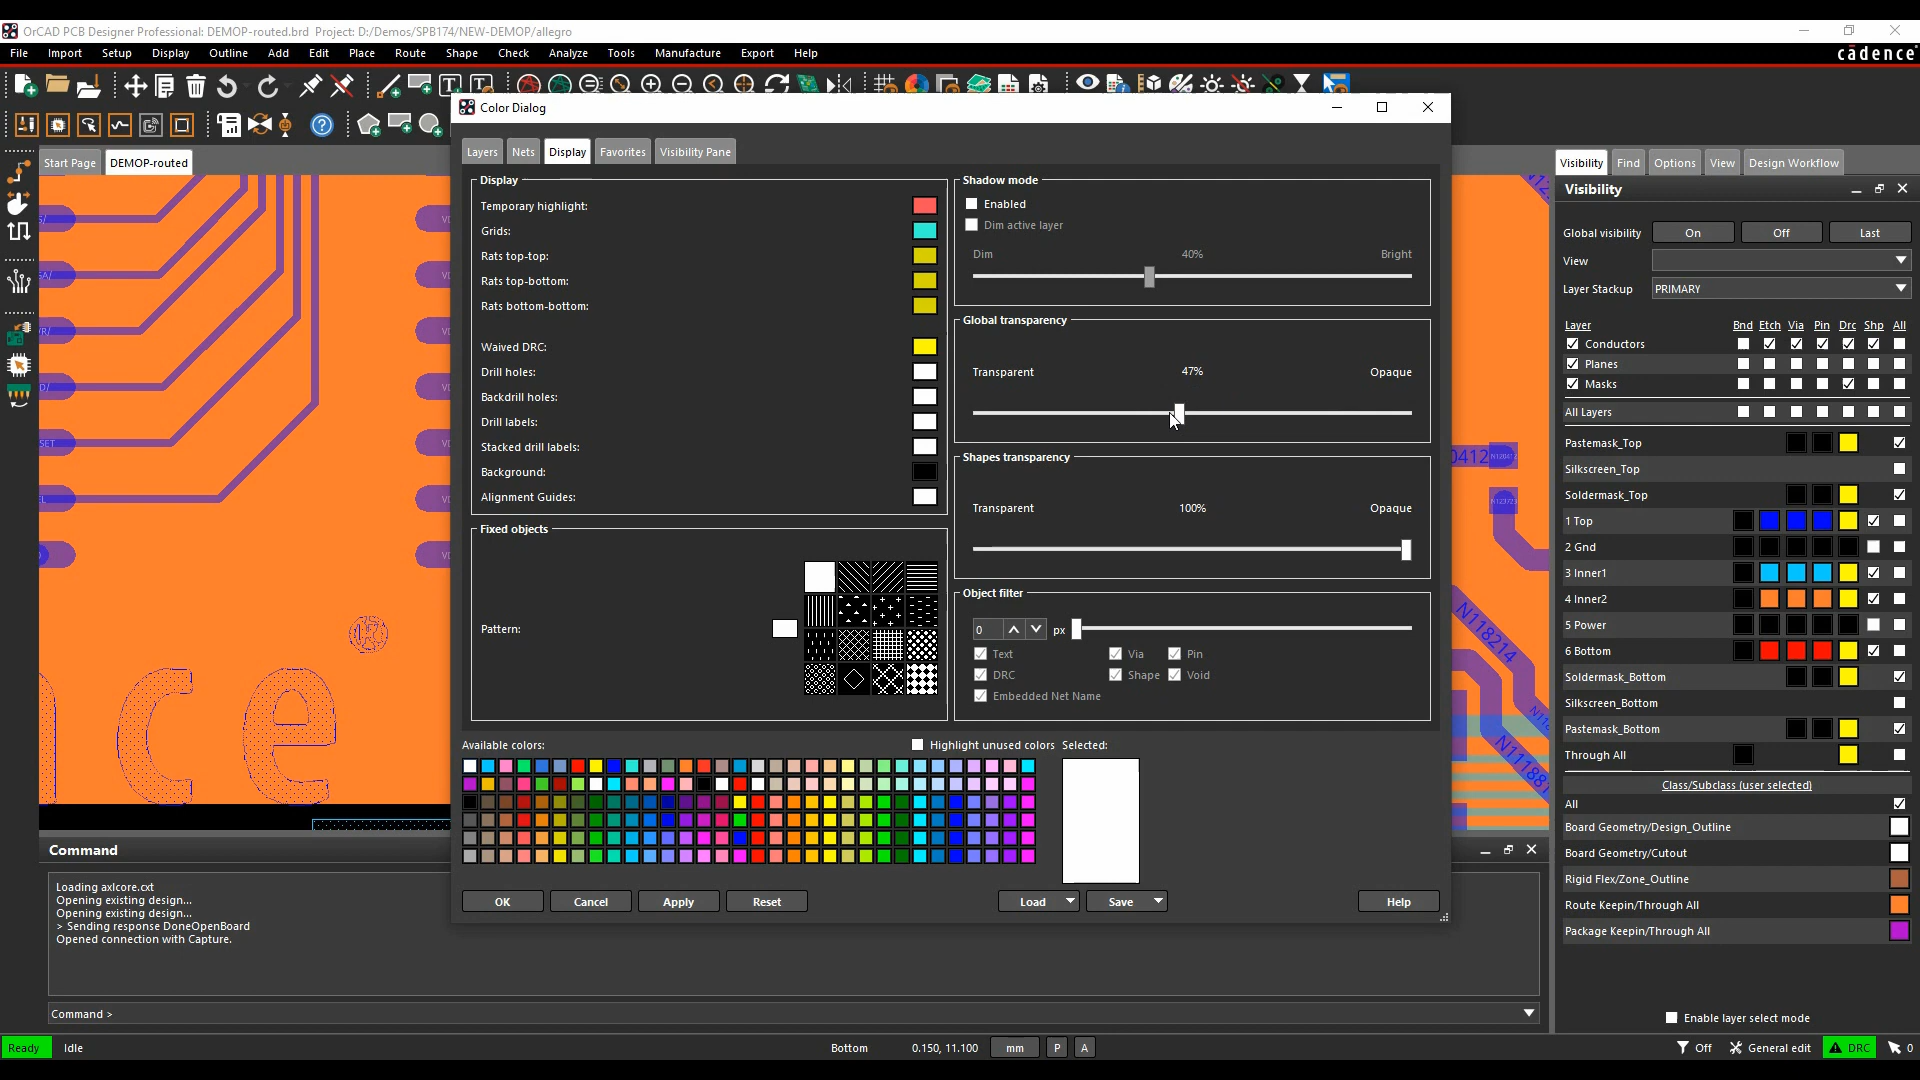 OrCAD PCB Designer Professional: DEMOP-routed.brd Project: D:/Demos/SPB174/NEW-DEMOP/allegro
File Import Setup Display Outline Add Edit Place Route Shape Check Analyze Tools Manufacture Export Help
cādence
Color Dialog
Start Page DEMOP-routed
Layers Nets Display Favorites Visibility Pane
Display
Temporary highlight:
Grids:
Rats top-top:
Rats top-bottom:
Rats bottom-bottom:
Waived DRC:
Drill holes:
Backdrill holes:
Drill labels:
Stacked drill labels:
Background:
Alignment Guides:
Fixed objects
Pattern:
Shadow mode
Enabled
Dim active layer
Dim 40% Bright
Global transparency
Transparent 47% Opaque
Shapes transparency
Transparent 100% Opaque
Object filter
0 px
Text Via Pin
DRC Shape Void
Embedded Net Name
Available colors: Highlight unused colors Selected:
OK Cancel Apply Reset Load Save Help
N118214
ce
Visibility Find Options View Design Workflow
Visibility
Global visibility On Off Last
View
Layer Stackup PRIMARY
Layer Bnd Etch Via Pin Drc Shp All
Conductors
Planes
Masks
All Layers
Pastemask_Top
Silkscreen_Top
Soldermask_Top
1 Top
2 Gnd
3 Inner1
4 Inner2
5 Power
6 Bottom
Soldermask_Bottom
Silkscreen_Bottom
Pastemask_Bottom
Through All
Class/Subclass (user selected)
All
Board Geometry/Design_Outline
Board Geometry/Cutout
Rigid Flex/Zone_Outline
Route Keepin/Through All
Package Keepin/Through All
Enable layer select mode
Command
Loading axlcore.cxt
Opening existing design...
Opening existing design...
> Sending response DoneOpenBoard
Opened connection with Capture.
Command >
Ready Idle Bottom 0.150, 11.100 mm P A Off General edit DRC 0